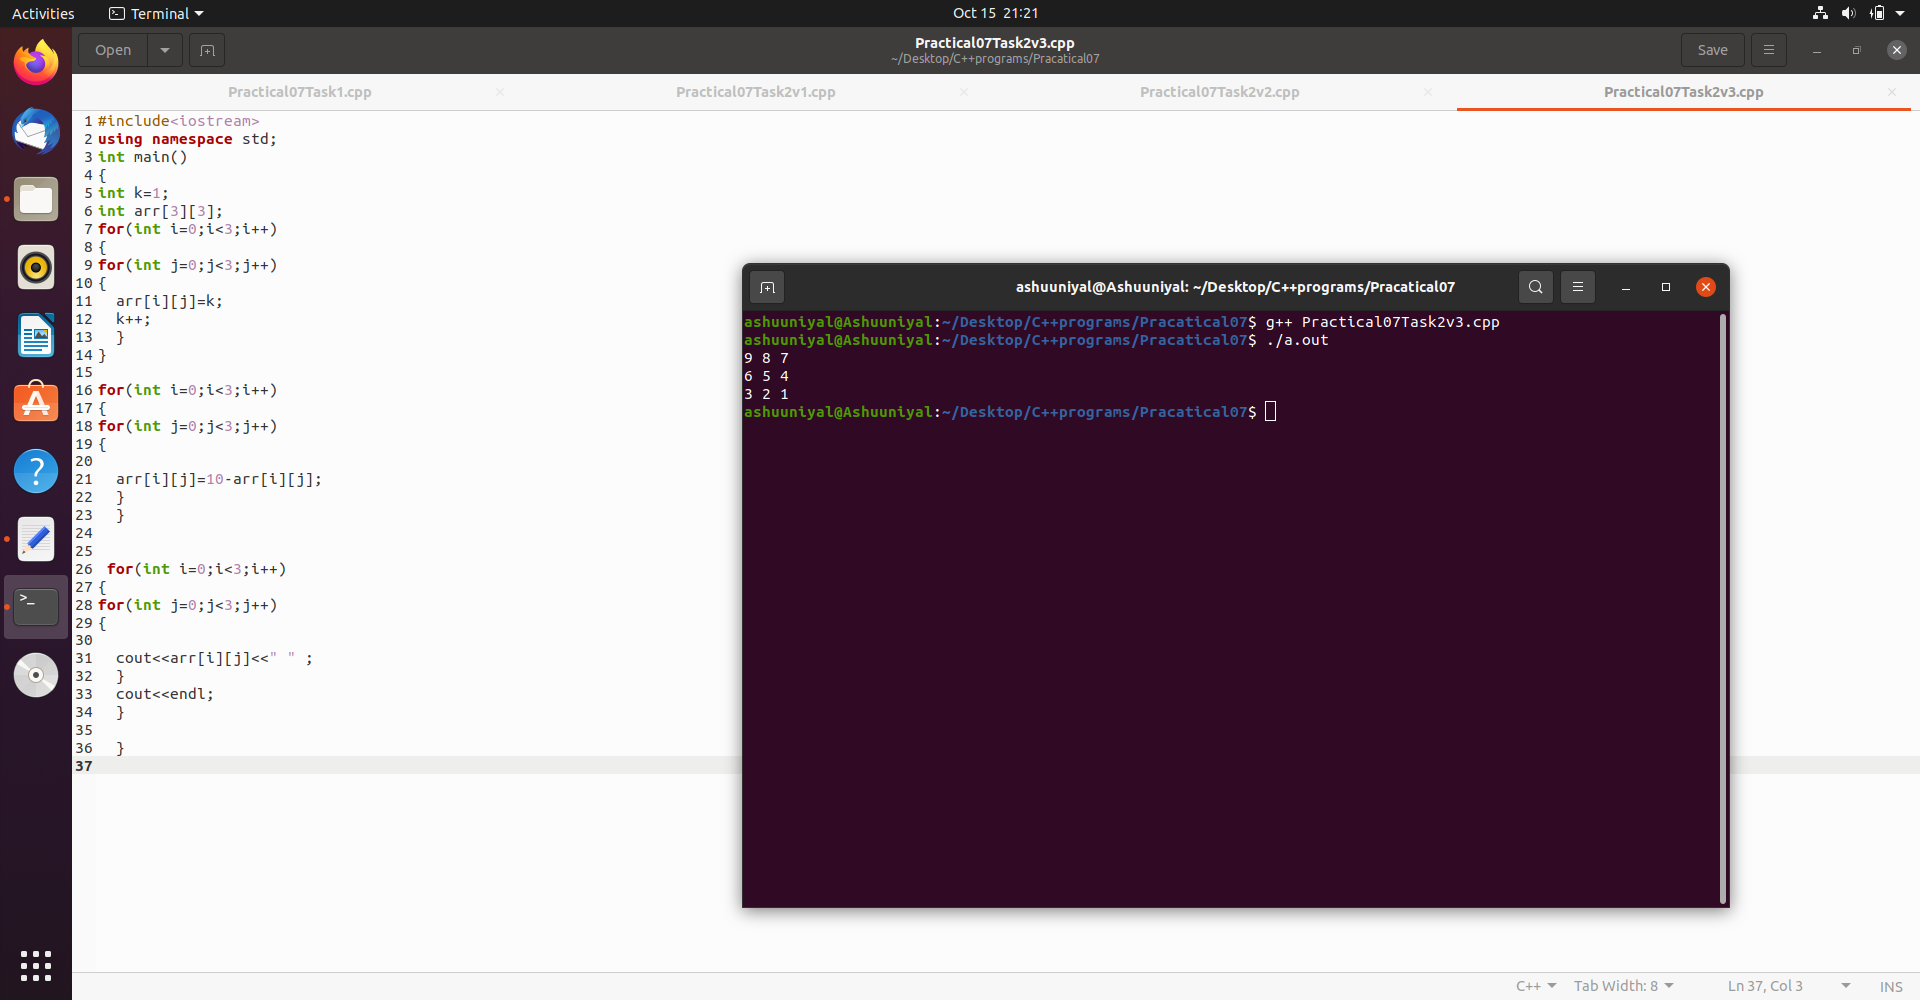 Activities
Terminal
Oct 15 21:21
Open
Practical07Task2v3.cpp
~/Desktop/C++programs/Pracatical07
Save
Practical07Task1.cpp
Practical07Task2v1.cpp
Practical07Task2v2.cpp
Practical07Task2v3.cpp
1 #include<iostream>
2 using namespace std;
3 int main()
4 {
5 int k=1;
6 int arr[3][3];
7 for(int i=0;i<3;i++)
8 {
9 for(int j=0;j<3;j++)
10 {
11   arr[i][j]=k;
12   k++;
13   }
14 }
15
16 for(int i=0;i<3;i++)
17 {
18 for(int j=0;j<3;j++)
19 {
20
21   arr[i][j]=10-arr[i][j];
22   }
23   }
24
25
26  for(int i=0;i<3;i++)
27 {
28 for(int j=0;j<3;j++)
29 {
30
31   cout<<arr[i][j]<<" " ;
32   }
33   cout<<endl;
34   }
35
36   }
37
ashuuniyal@Ashuuniyal: ~/Desktop/C++programs/Pracatical07
ashuuniyal@Ashuuniyal:~/Desktop/C++programs/Pracatical07$ g++ Practical07Task2v3.cpp
ashuuniyal@Ashuuniyal:~/Desktop/C++programs/Pracatical07$ ./a.out
9 8 7
6 5 4
3 2 1
ashuuniyal@Ashuuniyal:~/Desktop/C++programs/Pracatical07$
C++
Tab Width: 8
Ln 37, Col 3
INS